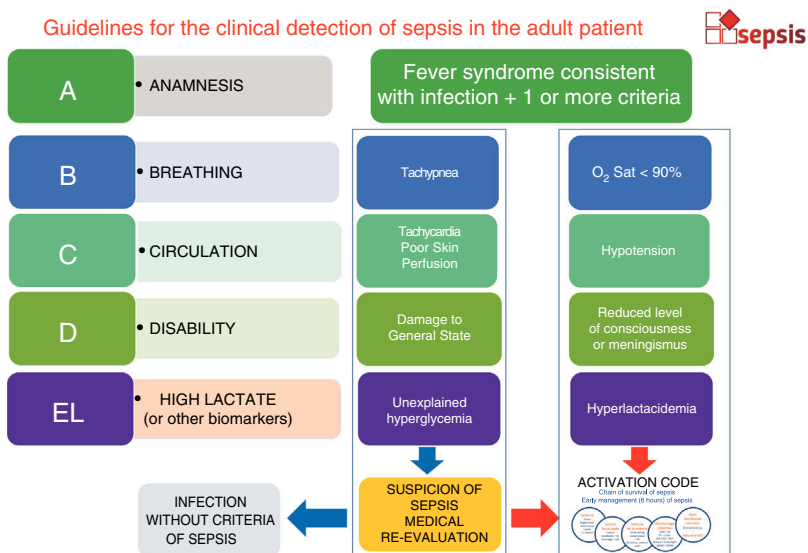 Guidelines for the clinical detection of sepsis in the adult patient
sepsis
A
• ANAMNESIS
Fever syndrome consistent
with infection + 1 or more criteria
B
• BREATHING
Tachypnea
O₂ Sat < 90%
C
• CIRCULATION
Tachycardia
Poor Skin
Perfusion
Hypotension
D
• DISABILITY
Damage to
General State
Reduced level
of consciousness
or meningismus
EL
• HIGH LACTATE
(or other biomarkers)
Unexplained
hyperglycemia
Hyperlactacidemia
INFECTION
WITHOUT CRITERIA
OF SEPSIS
SUSPICION OF
SEPSIS
MEDICAL
RE-EVALUATION
ACTIVATION CODE
Chain of survival of sepsis
Early management (6 hours) of sepsis